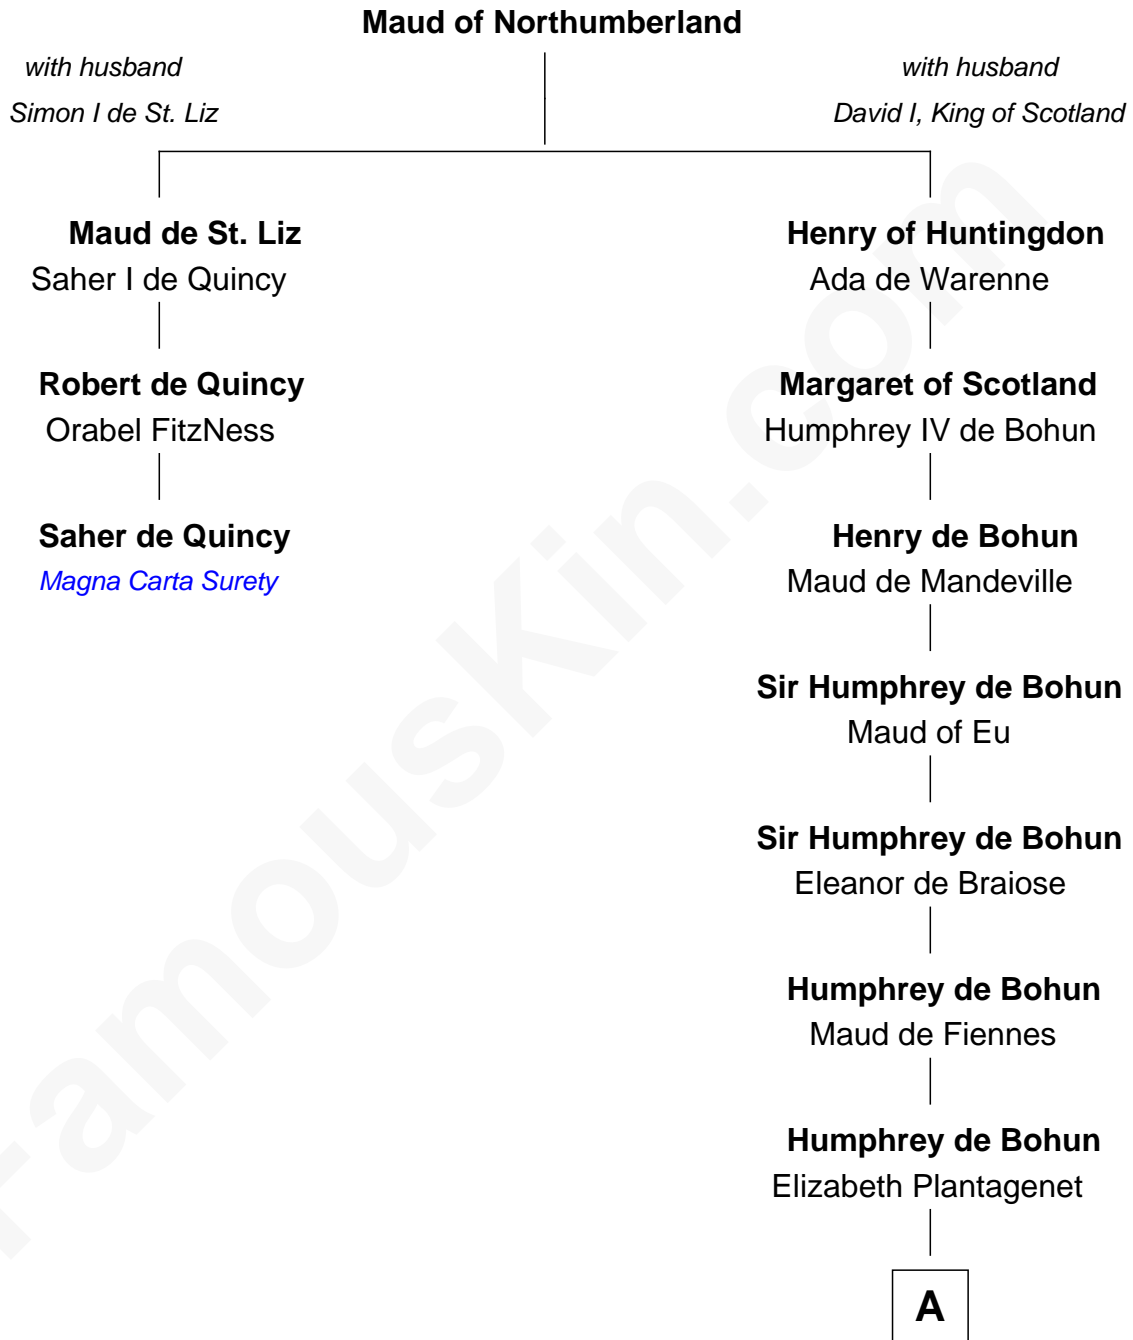 Maud of Northumberland
with husband
Simon I de St. Liz
with husband
David I, King of Scotland
Maud de St. Liz
Saher I de Quincy
Henry of Huntingdon
Ada de Warenne
Robert de Quincy
Orabel FitzNess
Margaret of Scotland
Humphrey IV de Bohun
Saher de Quincy
Magna Carta Surety
Henry de Bohun
Maud de Mandeville
Sir Humphrey de Bohun
Maud of Eu
Sir Humphrey de Bohun
Eleanor de Braiose
Humphrey de Bohun
Maud de Fiennes
Humphrey de Bohun
Elizabeth Plantagenet
A
FamousKin.com